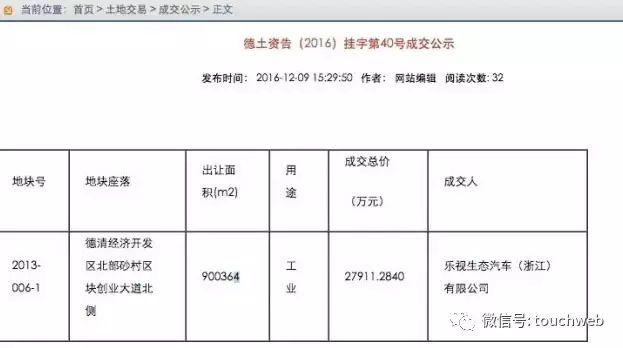 当前位置：首页 > 土地交易 > 成交公示 > 正文
德土资告（2016）挂字第40号成交公示
发布时间： 2016-12-09 15:29:50 作者： 网站编辑 阅读次数: 32
地块号 地块座落 出让面积(m2) 用途 成交总价（万元） 成交人
2013-006-1 德清经济开发区北部砂村区块创业大道北侧 900364 工业 27911.2840 乐视生态汽车（浙江）有限公司
微信号: touchweb